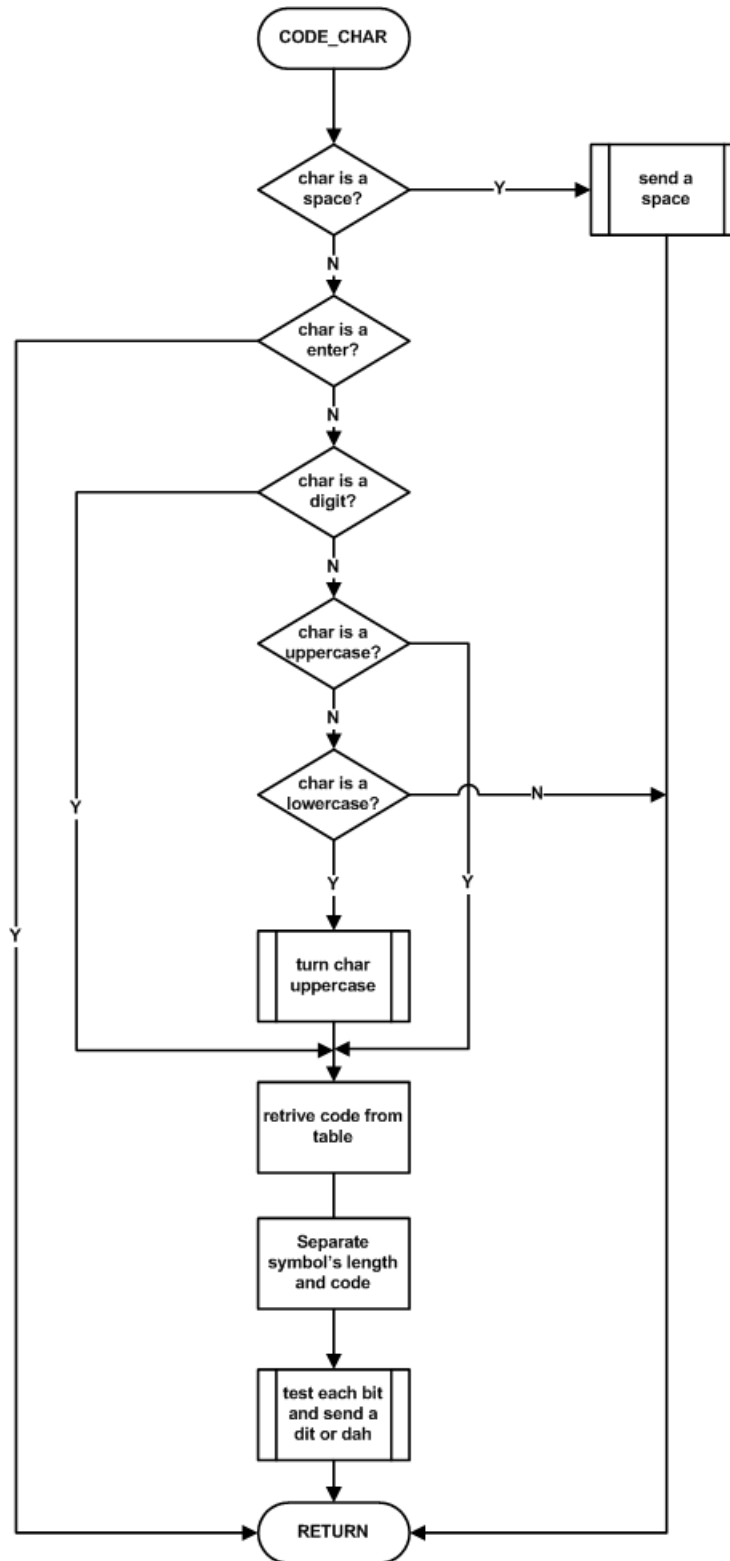 CODE_CHAR
char is a
space?
Y
send a
space
N
char is a
enter?
N
char is a
digit?
N
char is a
uppercase?
N
char is a
lowercase?
N
Y
Y
Y
Y
turn char
uppercase
retrive code from
table
Separate
symbol's length
and code
test each bit
and send a
dit or dah
RETURN